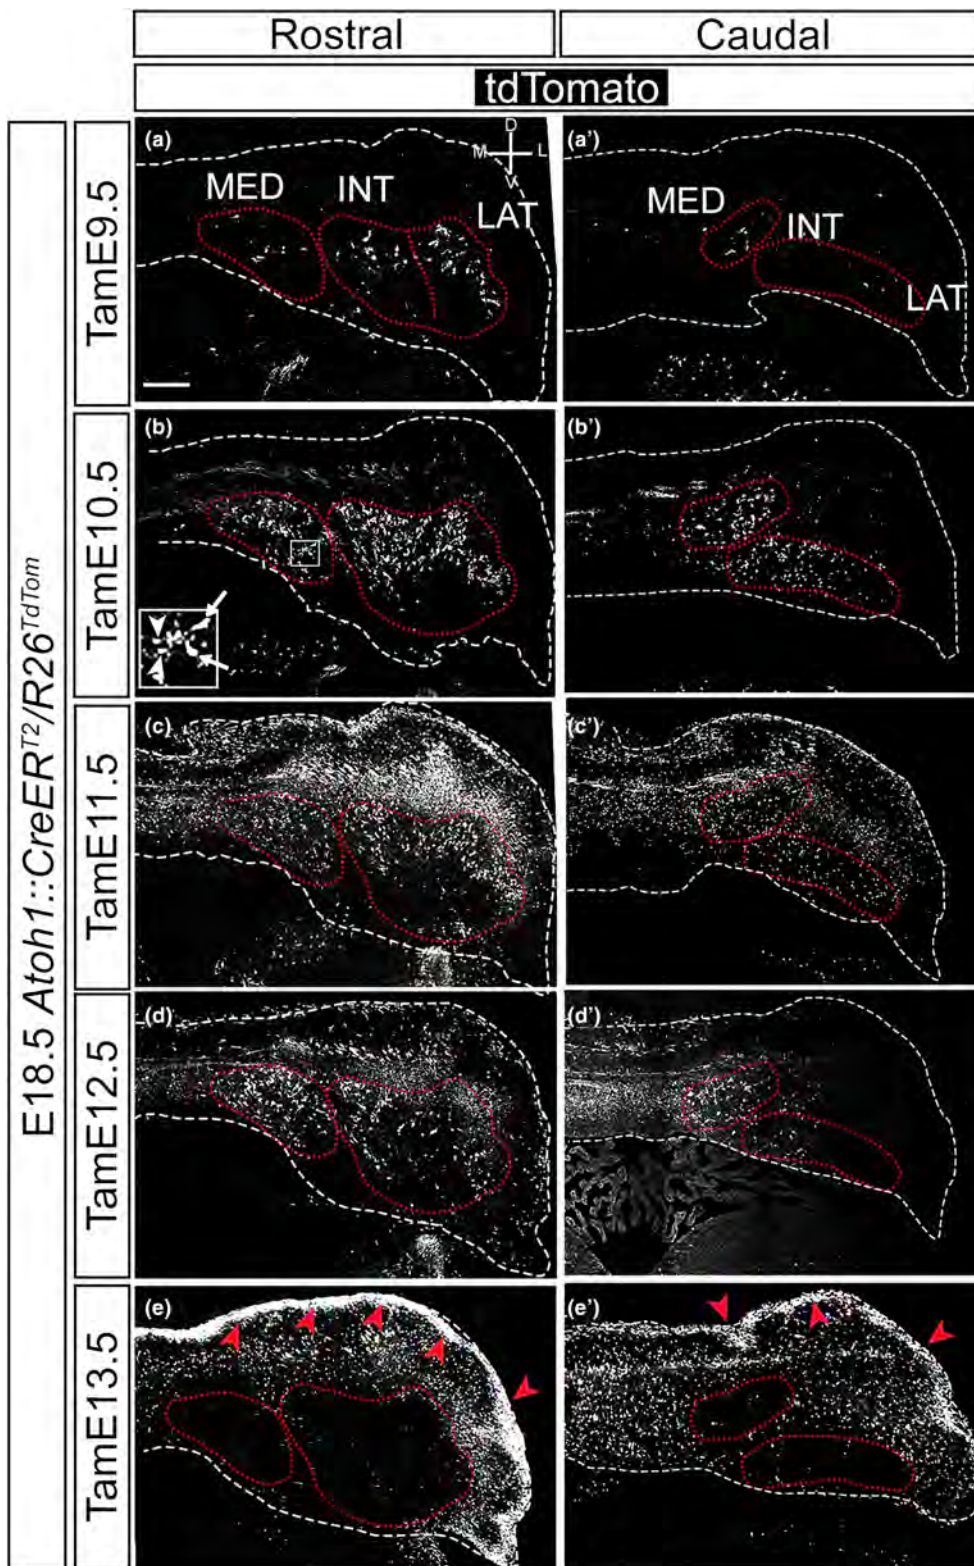 Rostral
Caudal
tdTomato
E18.5 Atoh1::CreER^T2/R26^TdTom
TamE9.5
(a)
D
M L
V
MED
INT
LAT
(a')
MED
INT
LAT
TamE10.5
(b)
(b')
TamE11.5
(c)
(c')
TamE12.5
(d)
(d')
TamE13.5
(e)
(e')